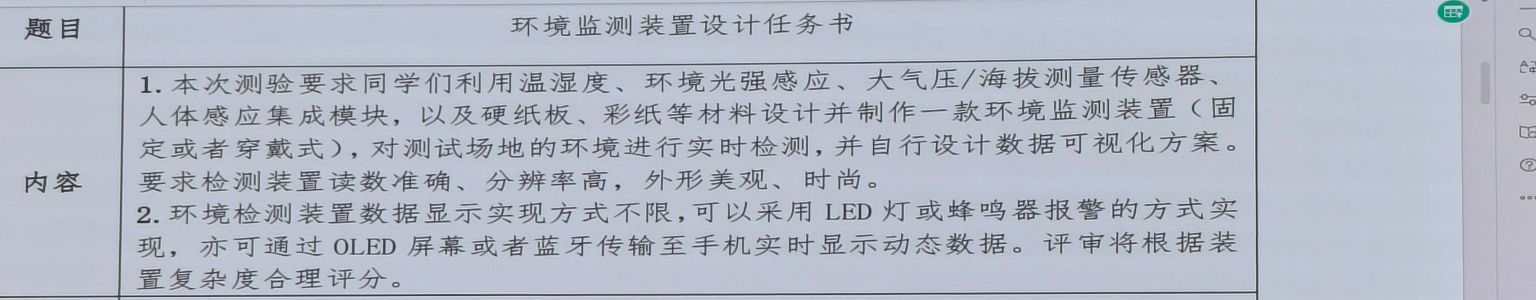 题目
环境监测装置设计任务书
内容
1. 本次测验要求同学们利用温湿度、环境光强感应、大气压/海拔测量传感器、
人体感应集成模块，以及硬纸板、彩纸等材料设计并制作一款环境监测装置（固
定或者穿戴式），对测试场地的环境进行实时检测，并自行设计数据可视化方案。
要求检测装置读数准确、分辨率高，外形美观、时尚。
2. 环境检测装置数据显示实现方式不限，可以采用 LED 灯或蜂鸣器报警的方式实
现，亦可通过 OLED 屏幕或者蓝牙传输至手机实时显示动态数据。评审将根据装
置复杂度合理评分。